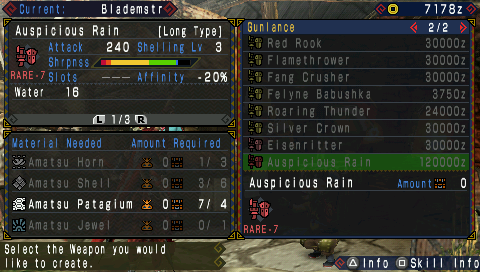 Current: Blademstr
7178z
Auspicious Rain [Long Type]
Attack 240 Shelling Lv 3
Shrpnss
RARE-7
Slots --- Affinity -20%
Water 16
L 1/3 R
Material Needed Amount Required
Amatsu Horn 0 1/ 3
Amatsu Shell 0 3/ 6
Amatsu Patagium 0 7/ 4
Amatsu Jewel 0 0/ 1
Select the Weapon you would
like to create.
Gunlance 2/2
Red Rook 30000z
Flamethrower 30000z
Fang Crusher 30000z
Felyne Babushka 3750z
Roaring Thunder 24000z
Silver Crown 30000z
Eisenritter 30000z
Auspicious Rain 120000z
Auspicious Rain Amount 0
RARE-7
Info Skill Info